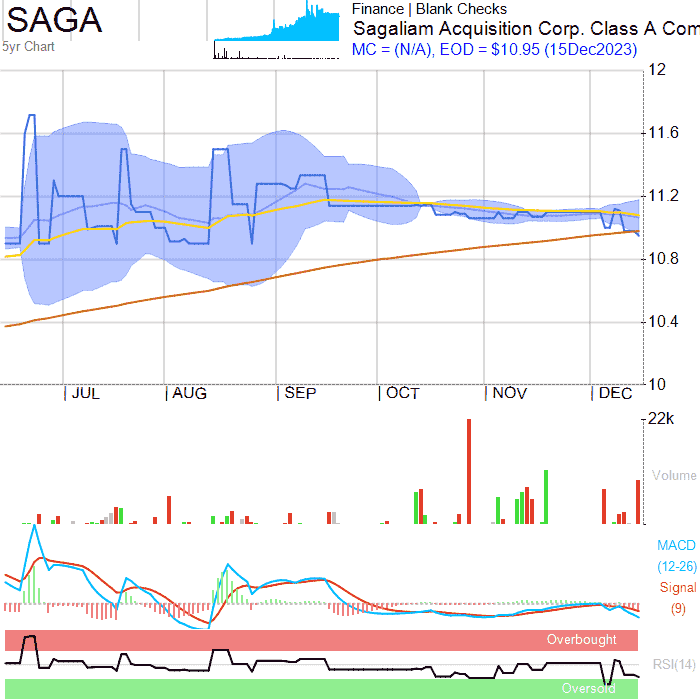 SAGA
5yr Chart
Finance | Blank Checks
Sagaliam Acquisition Corp. Class A Com
MC = (N/A), EOD = $10.95 (15Dec2023)
12
11.6
11.2
10.8
10.4
10
JUL AUG SEP OCT NOV DEC
22k
Volume
MACD
(12-26)
Signal
(9)
Overbought
RSI(14)
Oversold